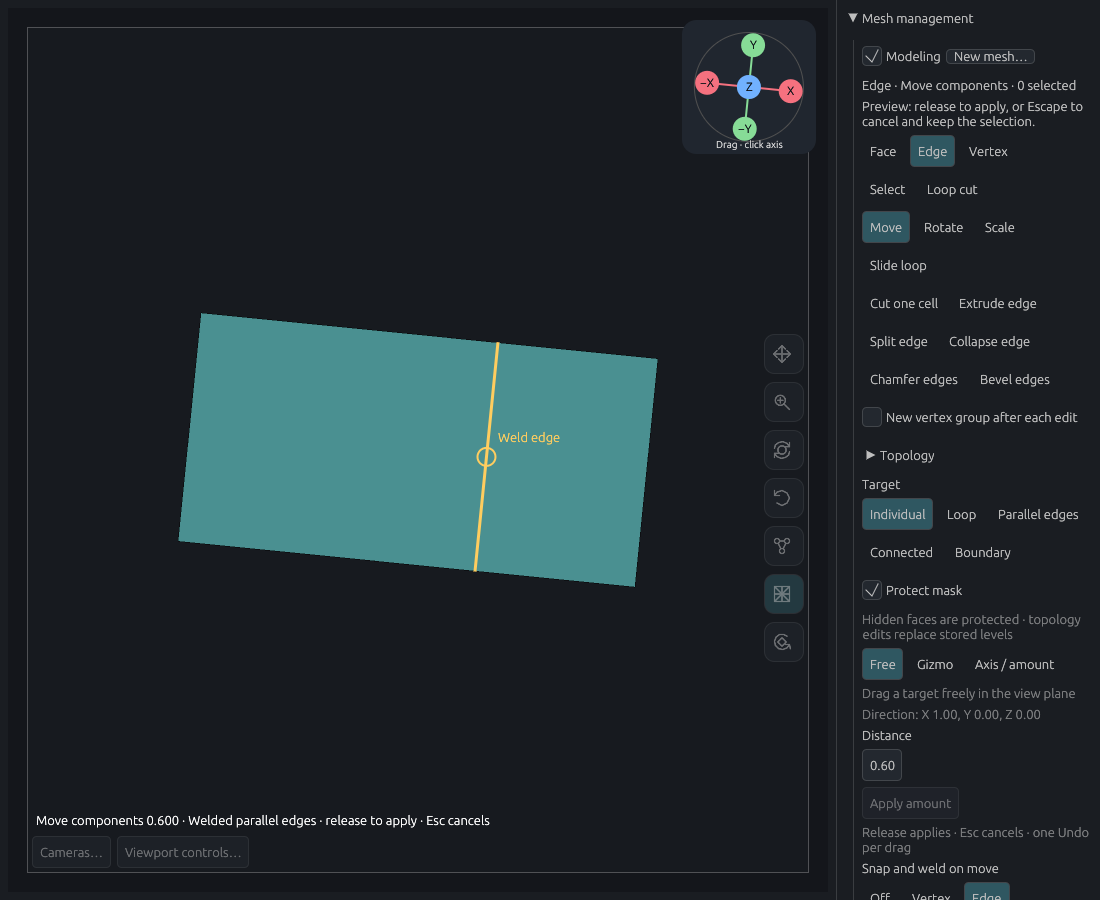 Y
−X
Z
X
−Y
Drag · click axis
Weld edge
Move components 0.600 · Welded parallel edges · release to apply · Esc cancels
Cameras…
Viewport controls…
Mesh management
Modeling
New mesh…
Edge · Move components · 0 selected
Preview: release to apply, or Escape to
cancel and keep the selection.
Face Edge Vertex
Select Loop cut
Move Rotate Scale
Slide loop
Cut one cell Extrude edge
Split edge Collapse edge
Chamfer edges Bevel edges
New vertex group after each edit
Topology
Target
Individual Loop Parallel edges
Connected Boundary
Protect mask
Hidden faces are protected · topology
edits replace stored levels
Free Gizmo Axis / amount
Drag a target freely in the view plane
Direction: X 1.00, Y 0.00, Z 0.00
Distance
0.60
Apply amount
Release applies · Esc cancels · one Undo
per drag
Snap and weld on move
Off Vertex Edge